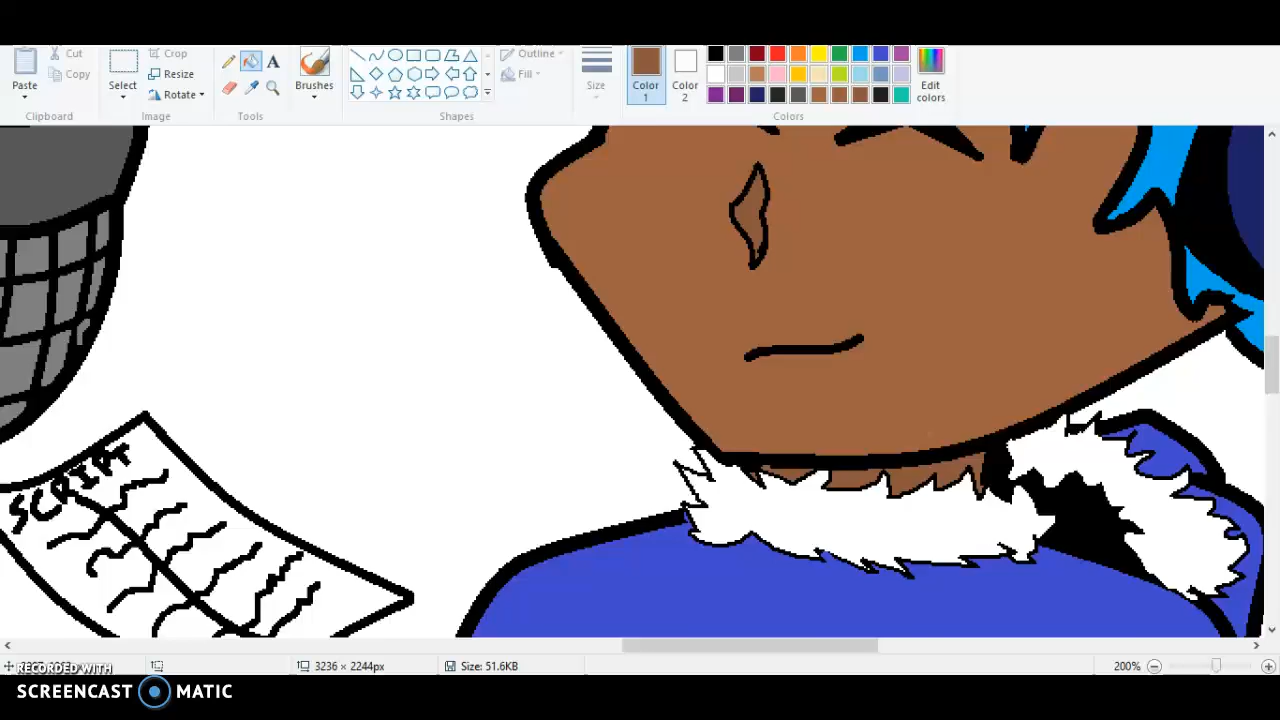 Cut
Crop
Outline
Copy
Resize
Fill
Rotate
Paste
Select
Brushes
Size
Color
1
Color
2
Edit
colors
Clipboard
Image
Tools
Shapes
Colors
SCRIPT
3236 × 2244px
Size: 51.6KB
200%
RECORDED WITH
SCREENCAST MATIC